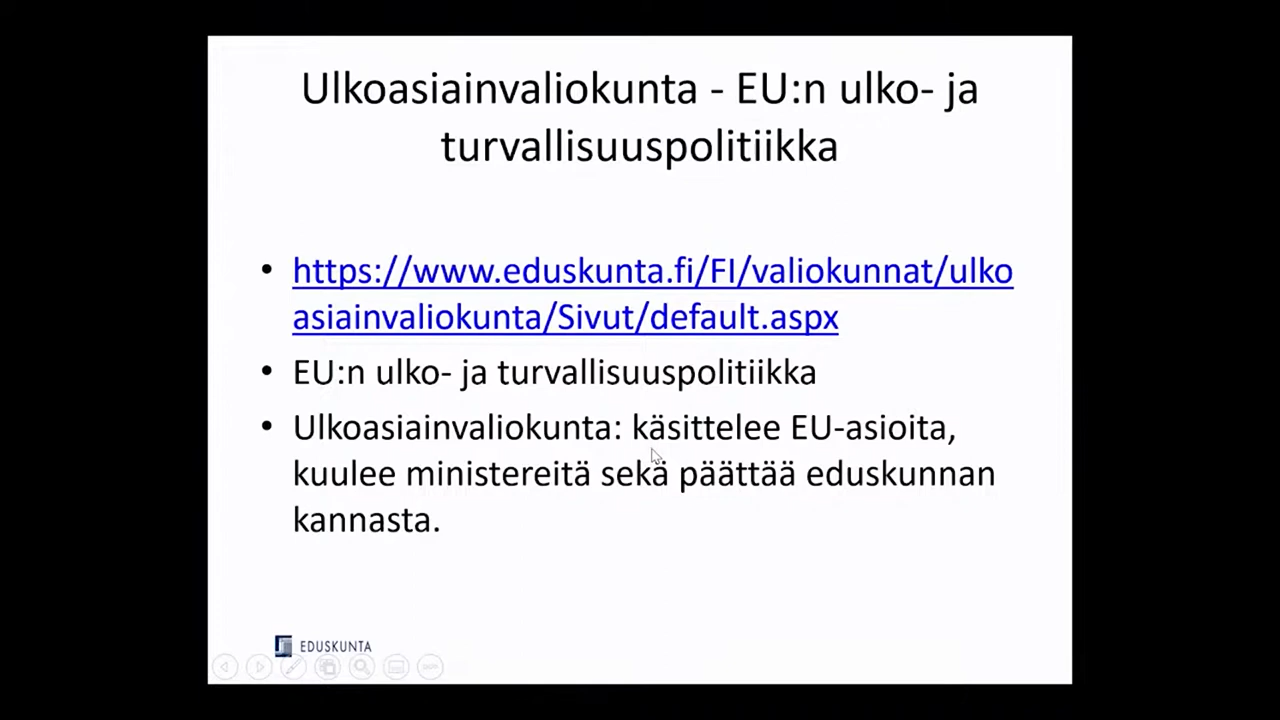 Ulkoasiainvaliokunta - EU:n ulko- ja
turvallisuuspolitiikka
• https://www.eduskunta.fi/FI/valiokunnat/ulko
asiainvaliokunta/Sivut/default.aspx
• EU:n ulko- ja turvallisuuspolitiikka
• Ulkoasiainvaliokunta: käsittelee EU-asioita,
kuulee ministereitä sekä päättää eduskunnan
kannasta.
EDUSKUNTA